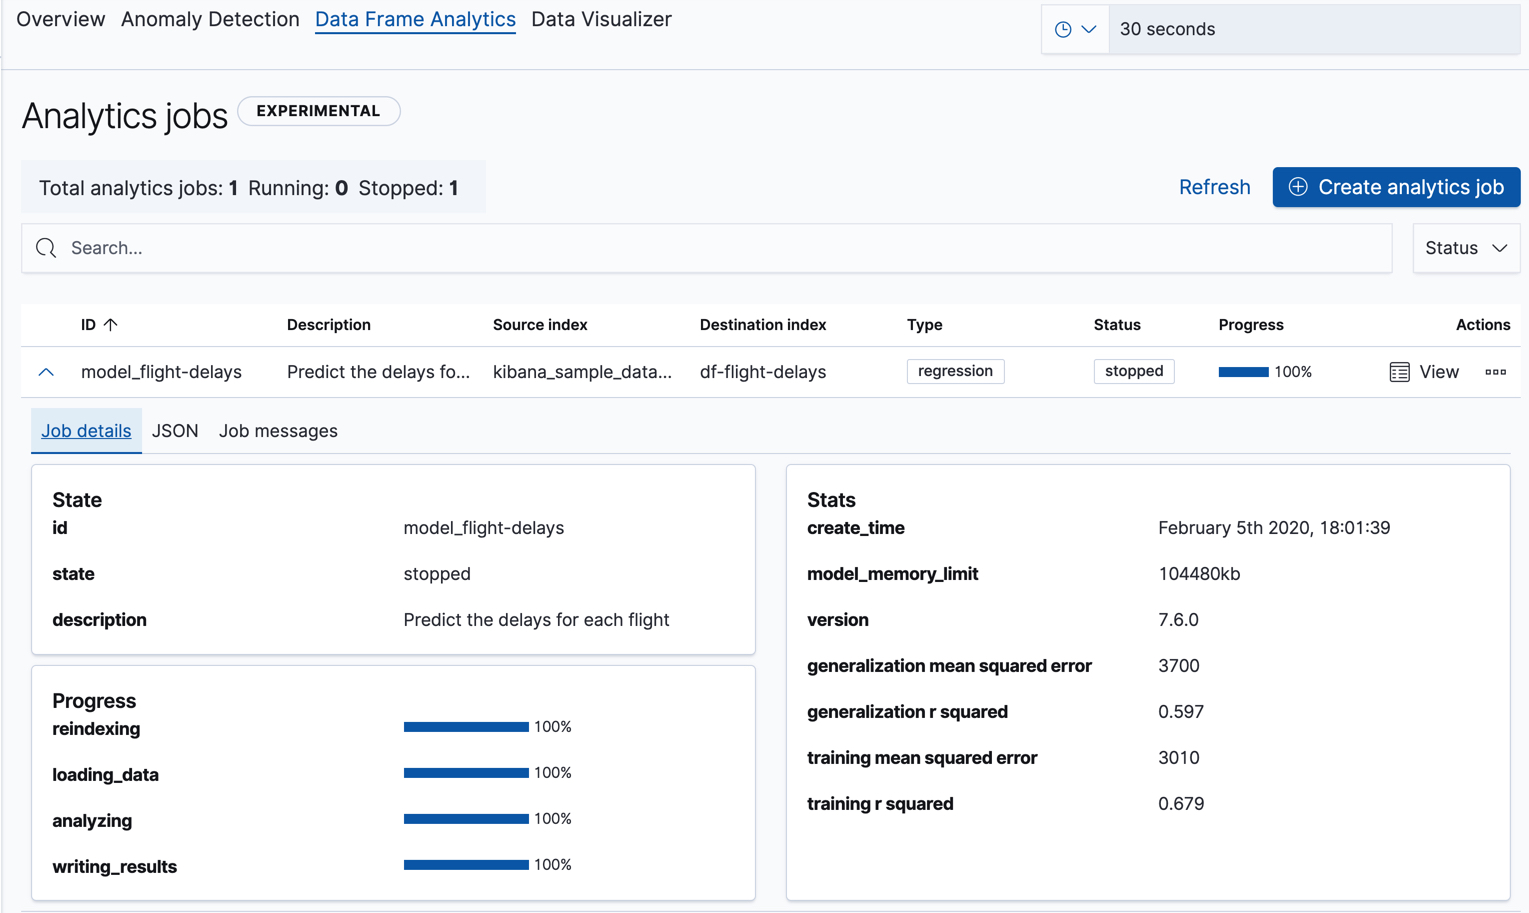 Overview Anomaly Detection Data Frame Analytics Data Visualizer
30 seconds
Analytics jobs EXPERIMENTAL
Total analytics jobs: 1 Running: 0 Stopped: 1
Refresh Create analytics job
Search...
Status
ID Description Source index Destination index Type Status Progress Actions
model_flight-delays Predict the delays fo... kibana_sample_data... df-flight-delays regression stopped 100% View
Job details JSON Job messages
State
id model_flight-delays
state stopped
description Predict the delays for each flight
Progress
reindexing 100%
loading_data 100%
analyzing 100%
writing_results 100%
Stats
create_time February 5th 2020, 18:01:39
model_memory_limit 104480kb
version 7.6.0
generalization mean squared error 3700
generalization r squared 0.597
training mean squared error 3010
training r squared 0.679